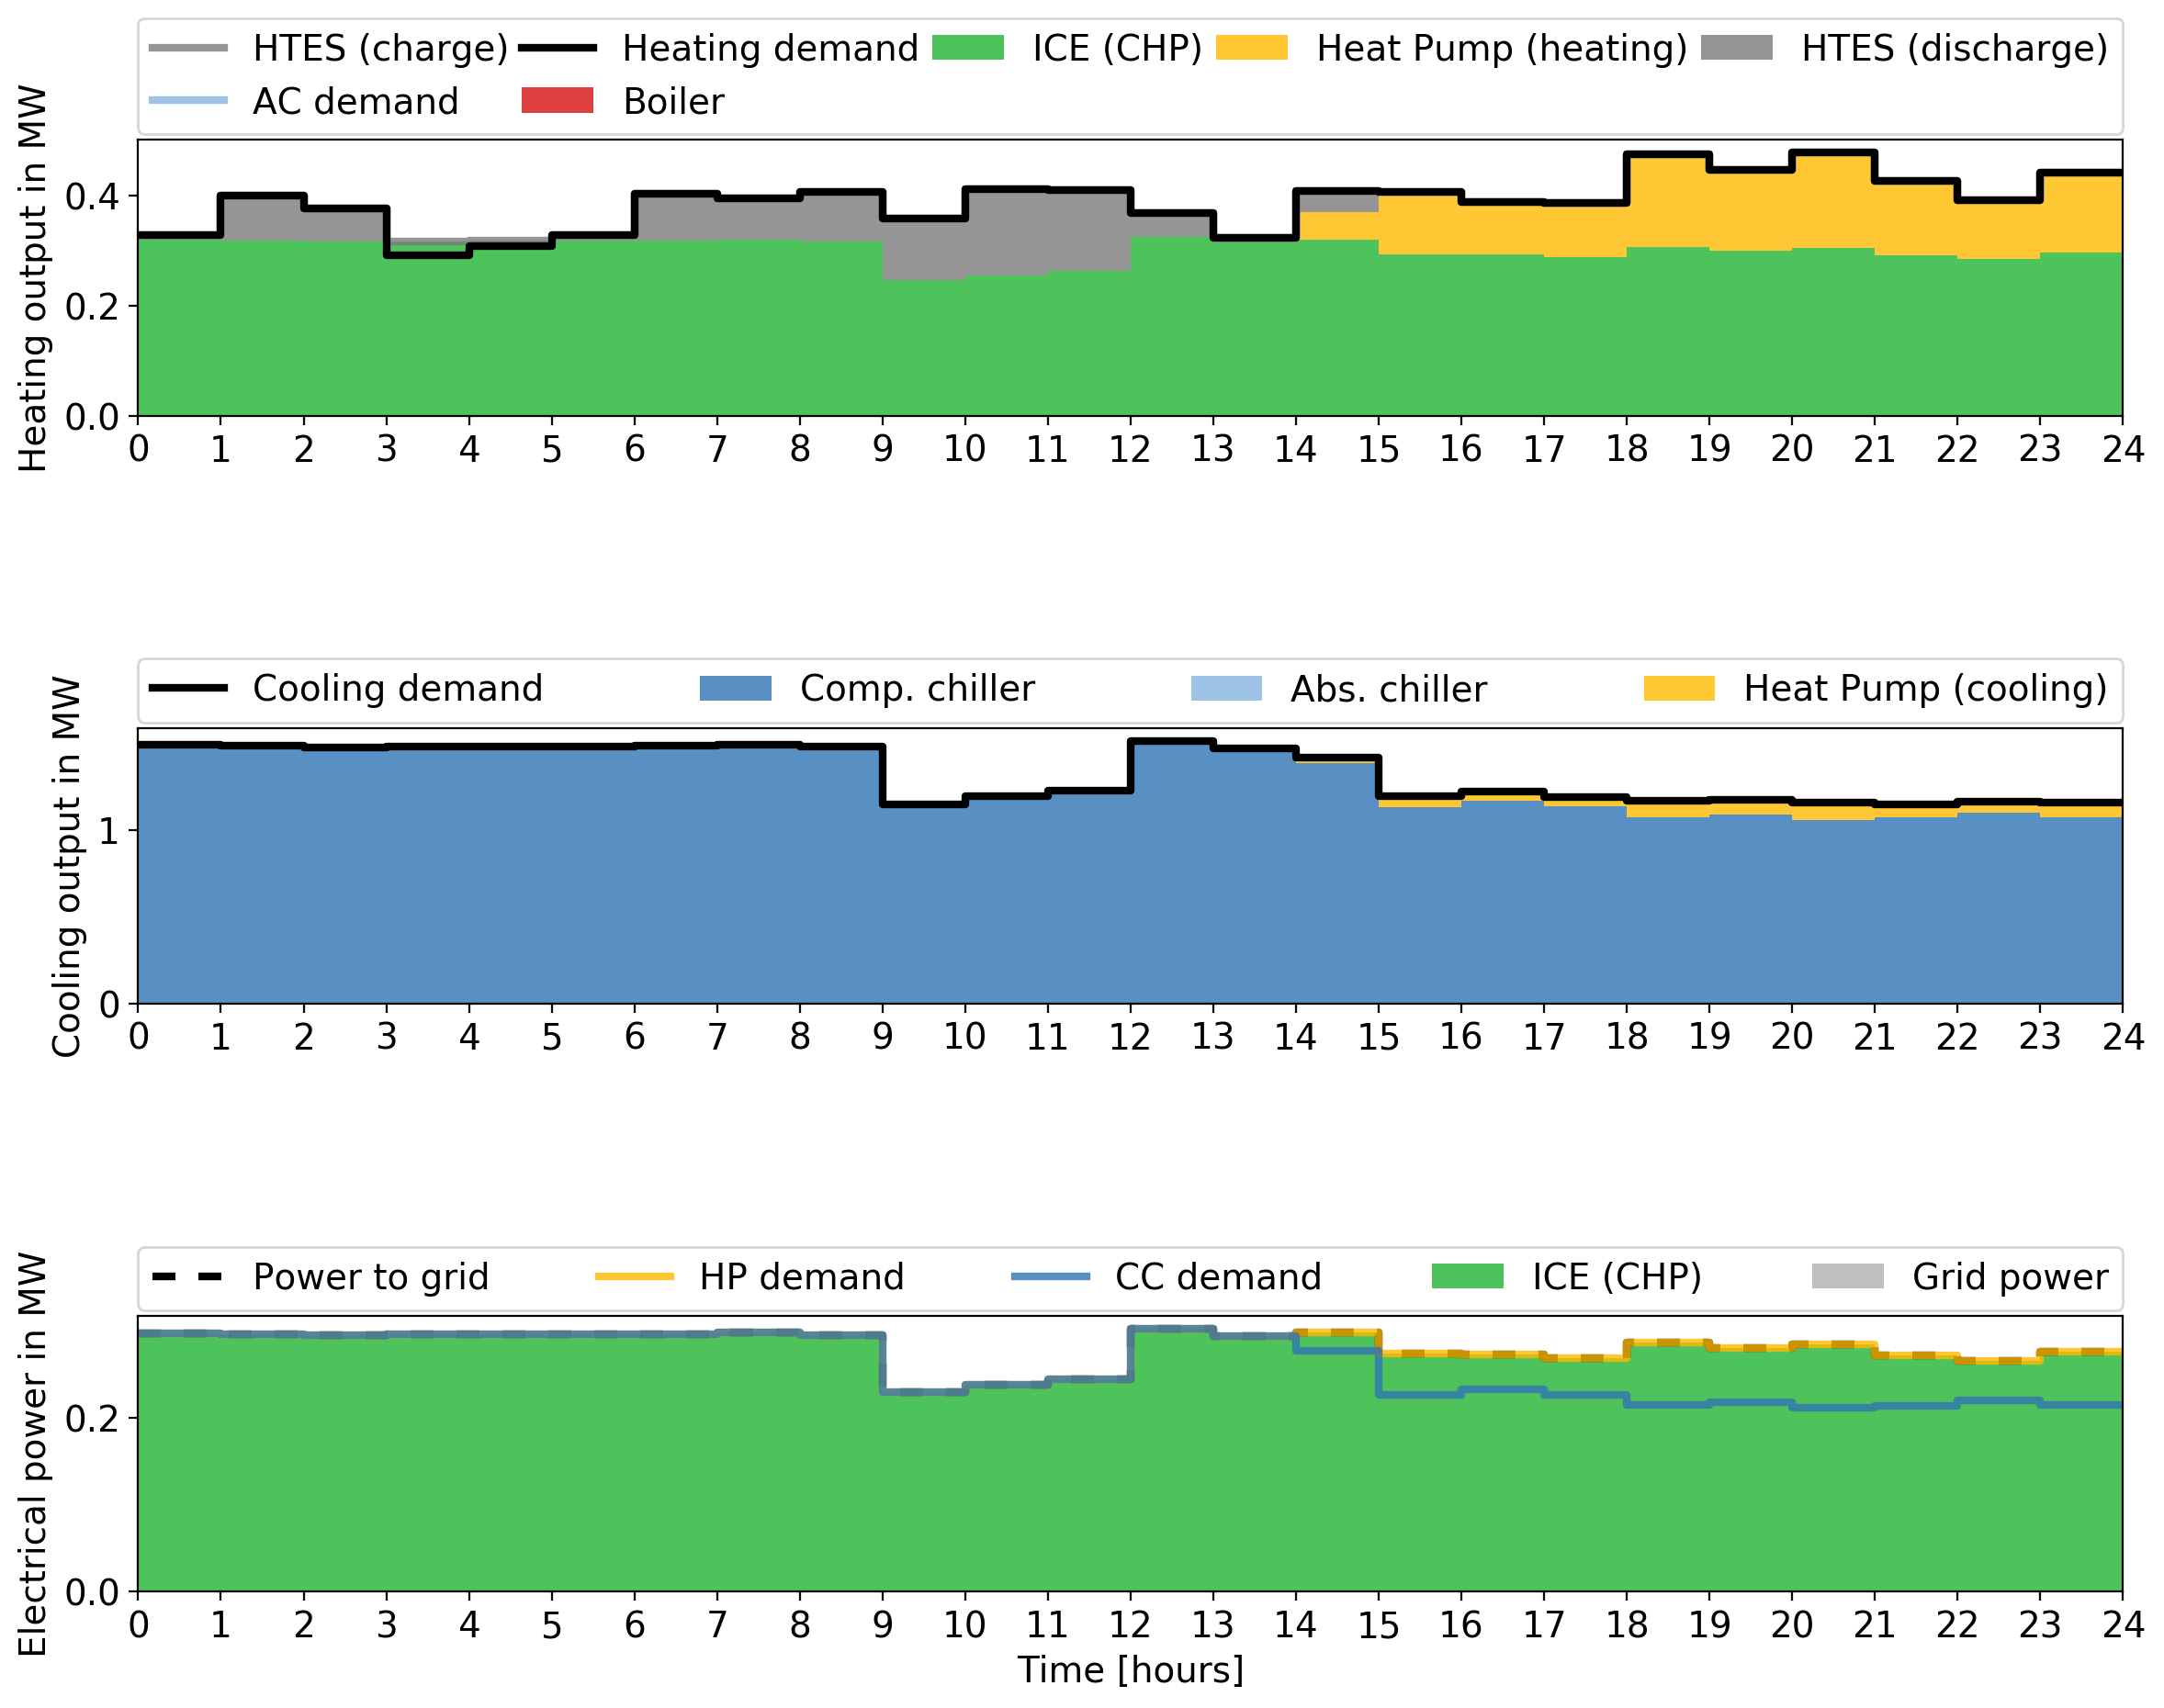 HTES (charge) Heating demand ICE (CHP) Heat Pump (heating) HTES (discharge)
AC demand Boiler
Heating output in MW
0.4
0.2
0.0
0 1 2 3 4 5 6 7 8 9 10 11 12 13 14 15 16 17 18 19 20 21 22 23 24
Cooling demand Comp. chiller Abs. chiller Heat Pump (cooling)
Cooling output in MW
1
0
0 1 2 3 4 5 6 7 8 9 10 11 12 13 14 15 16 17 18 19 20 21 22 23 24
Power to grid HP demand CC demand ICE (CHP) Grid power
Electrical power in MW
0.2
0.0
0 1 2 3 4 5 6 7 8 9 10 11 12 13 14 15 16 17 18 19 20 21 22 23 24
Time [hours]